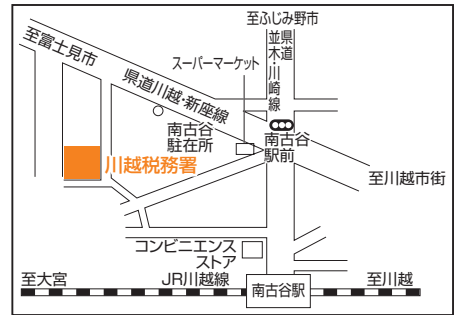 至ふじみ野市
至富士見市
県道
並木・川崎線
スーパーマーケット
県道川越・新座線
南古谷
駐在所
南古谷
駅前
川越税務署
至川越市街
コンビニエンス
ストア
至大宮
JR川越線
至川越
南古谷駅